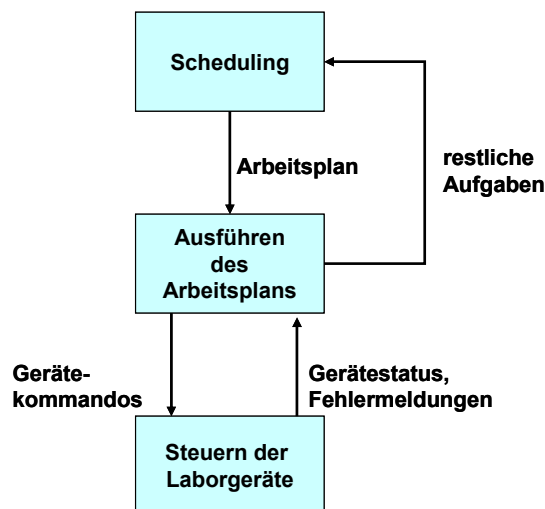 Scheduling
Arbeitsplan
restliche
Aufgaben
Ausführen
des
Arbeitsplans
Geräte-
kommandos
Gerätestatus,
Fehlermeldungen
Steuern der
Laborgeräte